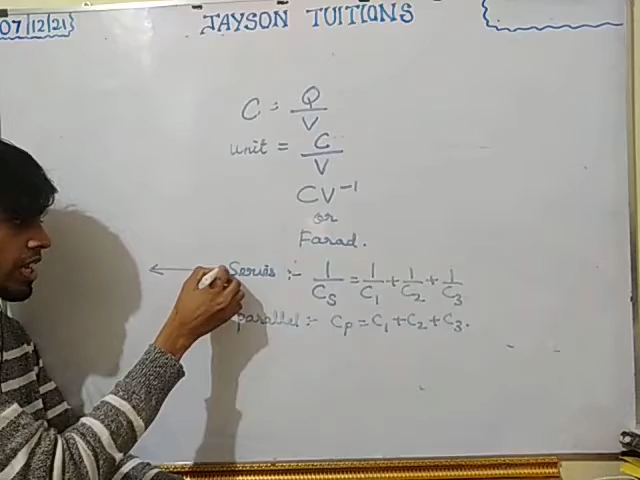 07/12/21
JAYSON TUITIONS
C = Q/V
unit = C/V
CV⁻¹
or
Farad.
Series :- 1/Cs = 1/C₁ + 1/C₂ + 1/C₃
parallel :- Cp = C₁ + C₂ + C₃.